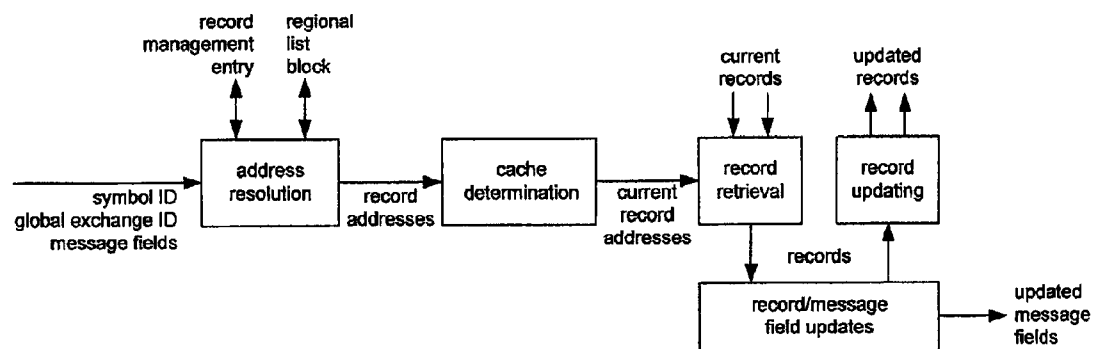 record
management
entry
regional
list
block
current
records
updated
records
address
resolution
cache
determination
record
retrieval
record
updating
symbol ID
global exchange ID
message fields
record
addresses
current
record
addresses
records
record/message
field updates
updated
message
fields